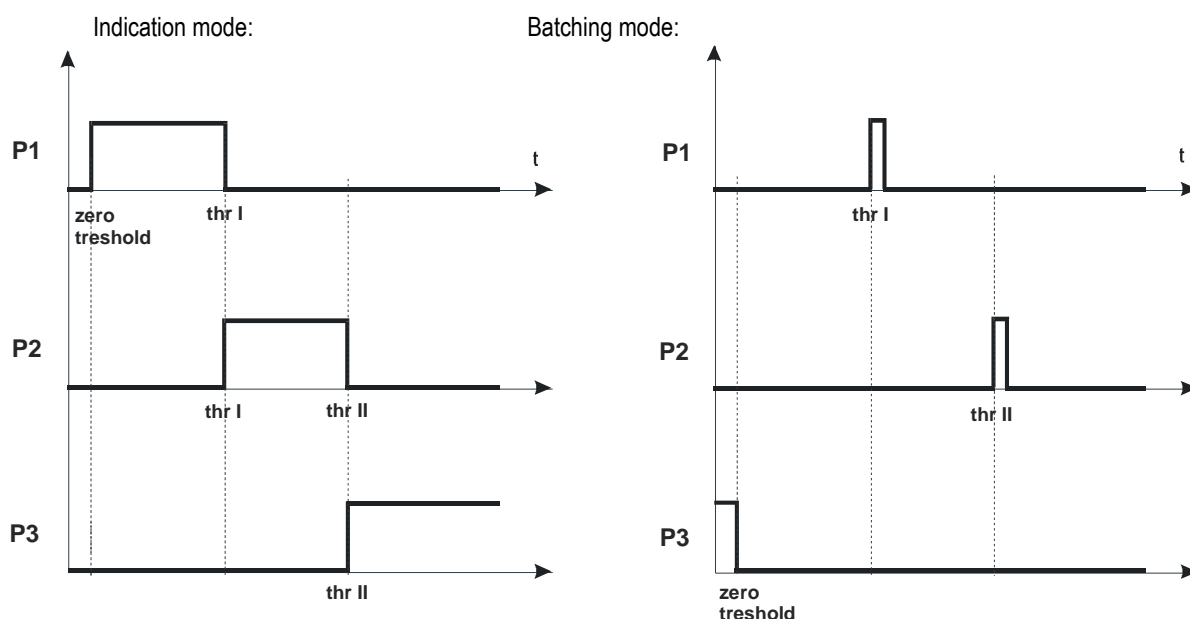 Indication mode:
Batching mode:
P1
t
zero
treshold
thr I
P2
thr I
thr II
P3
thr II
P1
t
thr I
P2
thr II
P3
zero
treshold